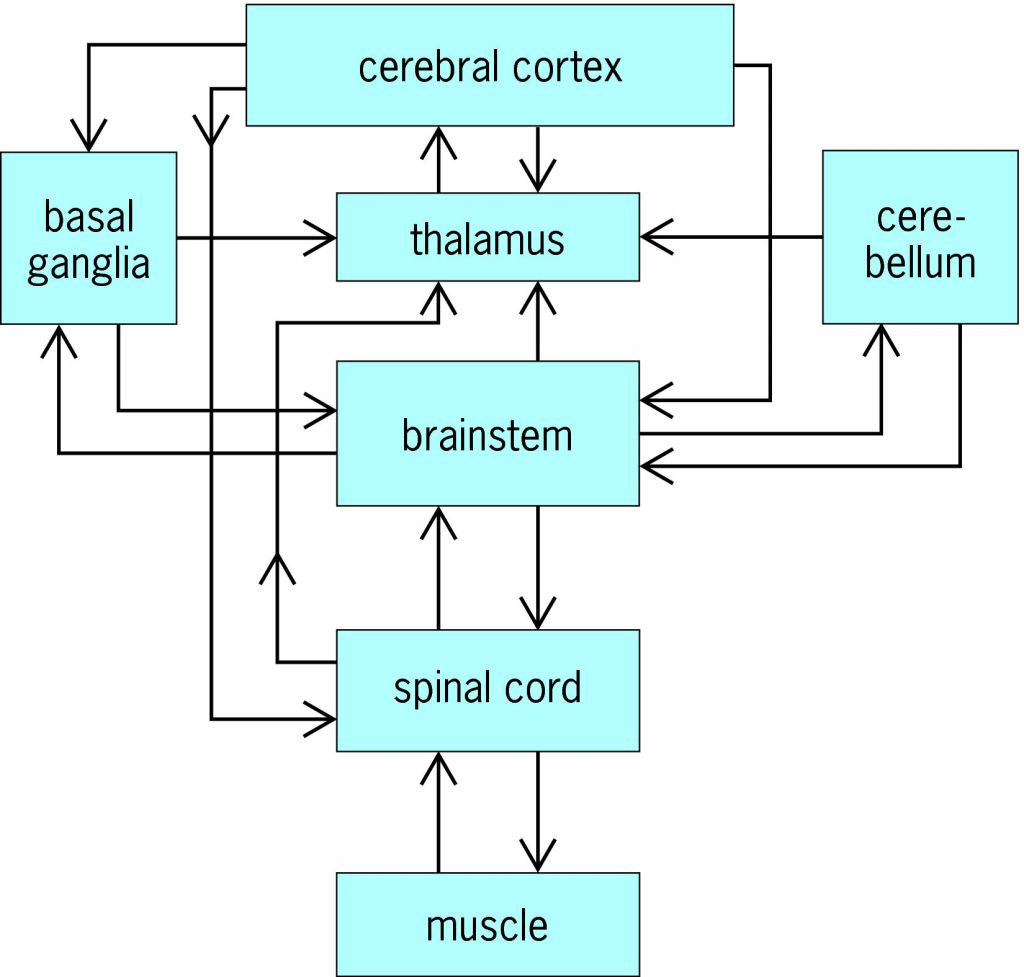 cerebral cortex
basal
ganglia
thalamus
cere-
bellum
brainstem
spinal cord
muscle